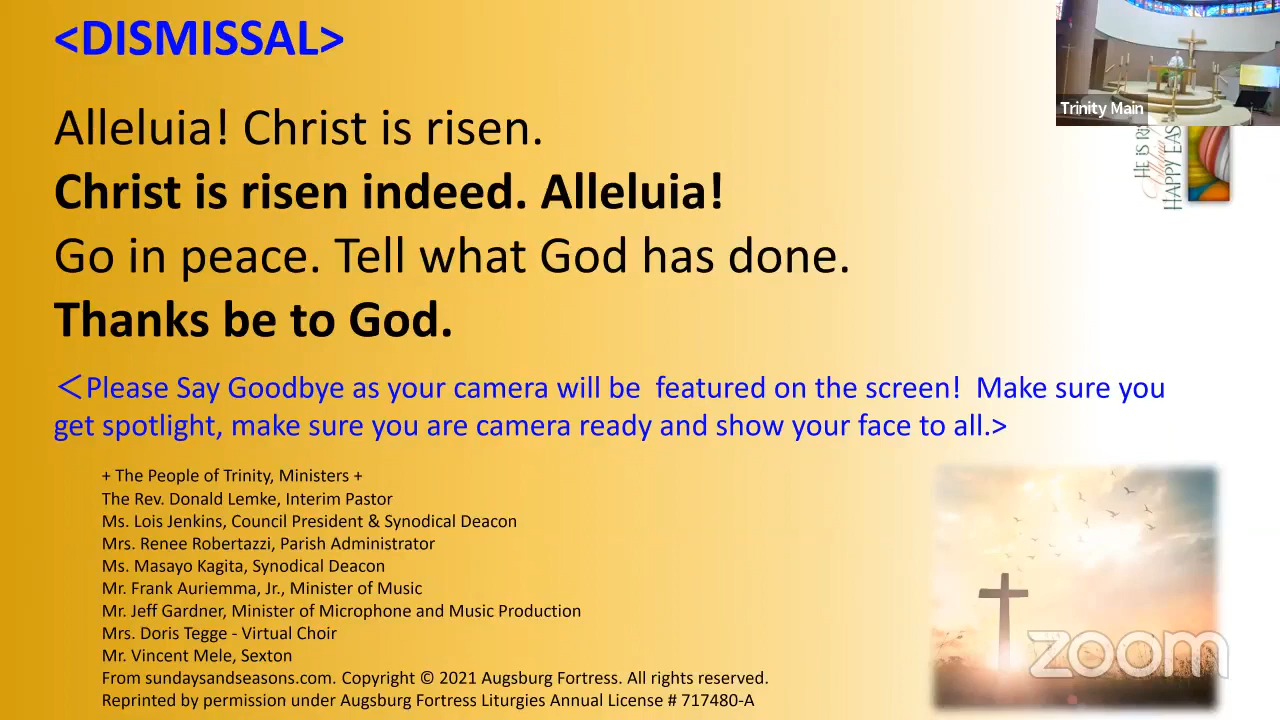 <DISMISSAL>
Alleluia! Christ is risen.
Christ is risen indeed. Alleluia!
Go in peace. Tell what God has done.
Thanks be to God.
<Please Say Goodbye as your camera will be  featured on the screen!  Make sure you
get spotlight, make sure you are camera ready and show your face to all.>
+ The People of Trinity, Ministers +
The Rev. Donald Lemke, Interim Pastor
Ms. Lois Jenkins, Council President & Synodical Deacon
Mrs. Renee Robertazzi, Parish Administrator
Ms. Masayo Kagita, Synodical Deacon
Mr. Frank Auriemma, Jr., Minister of Music
Mr. Jeff Gardner, Minister of Microphone and Music Production
Mrs. Doris Tegge - Virtual Choir
Mr. Vincent Mele, Sexton
From sundaysandseasons.com. Copyright © 2021 Augsburg Fortress. All rights reserved.
Reprinted by permission under Augsburg Fortress Liturgies Annual License # 717480-A
Trinity Main
HE IS
HAPPY
zoom